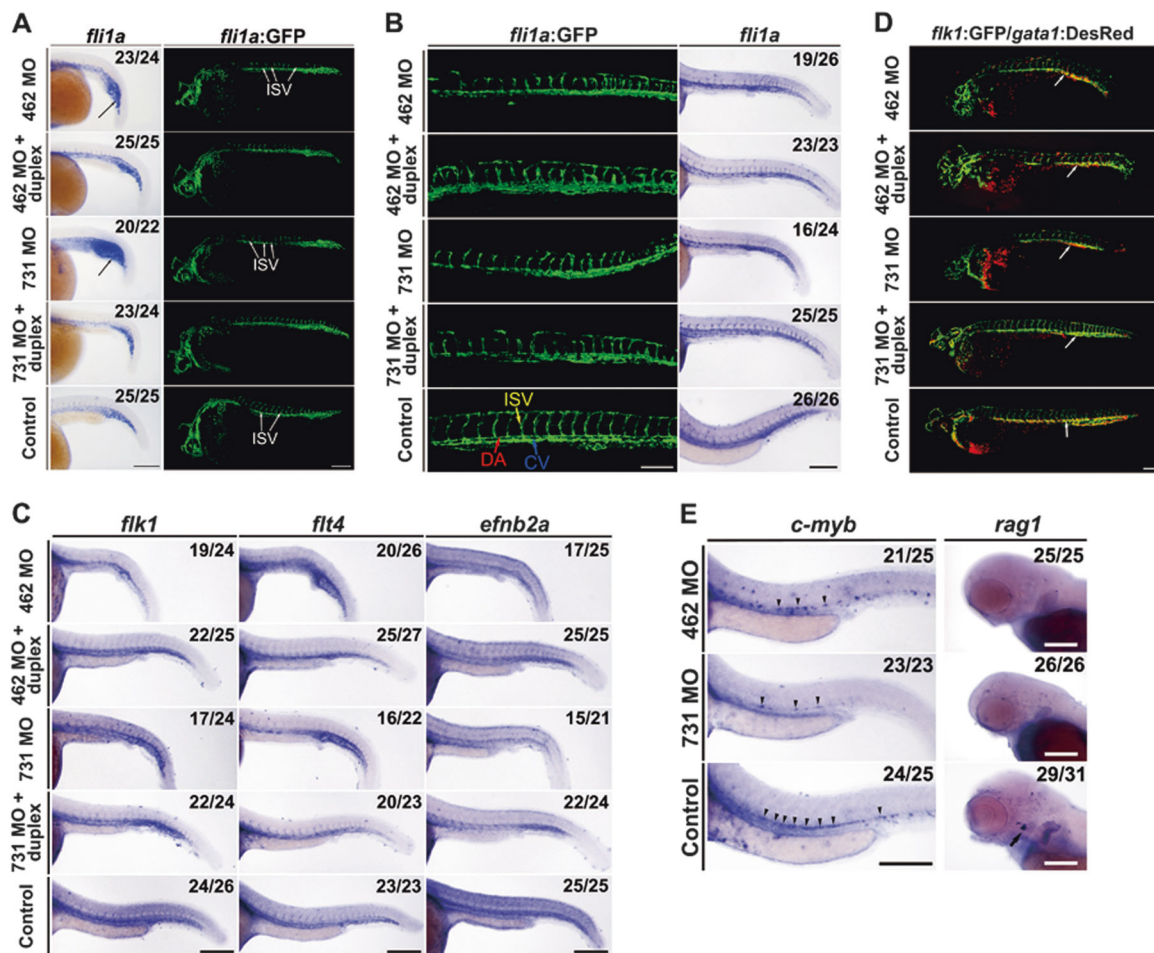 A
fli1a
fli1a:GFP
462 MO
23/24
ISV
462 MO +
duplex
25/25
731 MO
20/22
ISV
731 MO +
duplex
23/24
Control
25/25
ISV
B
fli1a:GFP
fli1a
462 MO
19/26
462 MO +
duplex
23/23
731 MO
16/24
731 MO +
duplex
25/25
Control
ISV
DA
CV
26/26
D
flk1:GFP/gata1:DesRed
462 MO
462 MO +
duplex
731 MO
731 MO +
duplex
Control
C
flk1
flt4
efnb2a
462 MO
19/24
20/26
17/25
462 MO +
duplex
22/25
25/27
25/25
731 MO
17/24
16/22
15/21
731 MO +
duplex
22/24
20/23
22/24
Control
24/26
23/23
25/25
E
c-myb
rag1
462 MO
21/25
25/25
731 MO
23/23
26/26
Control
24/25
29/31